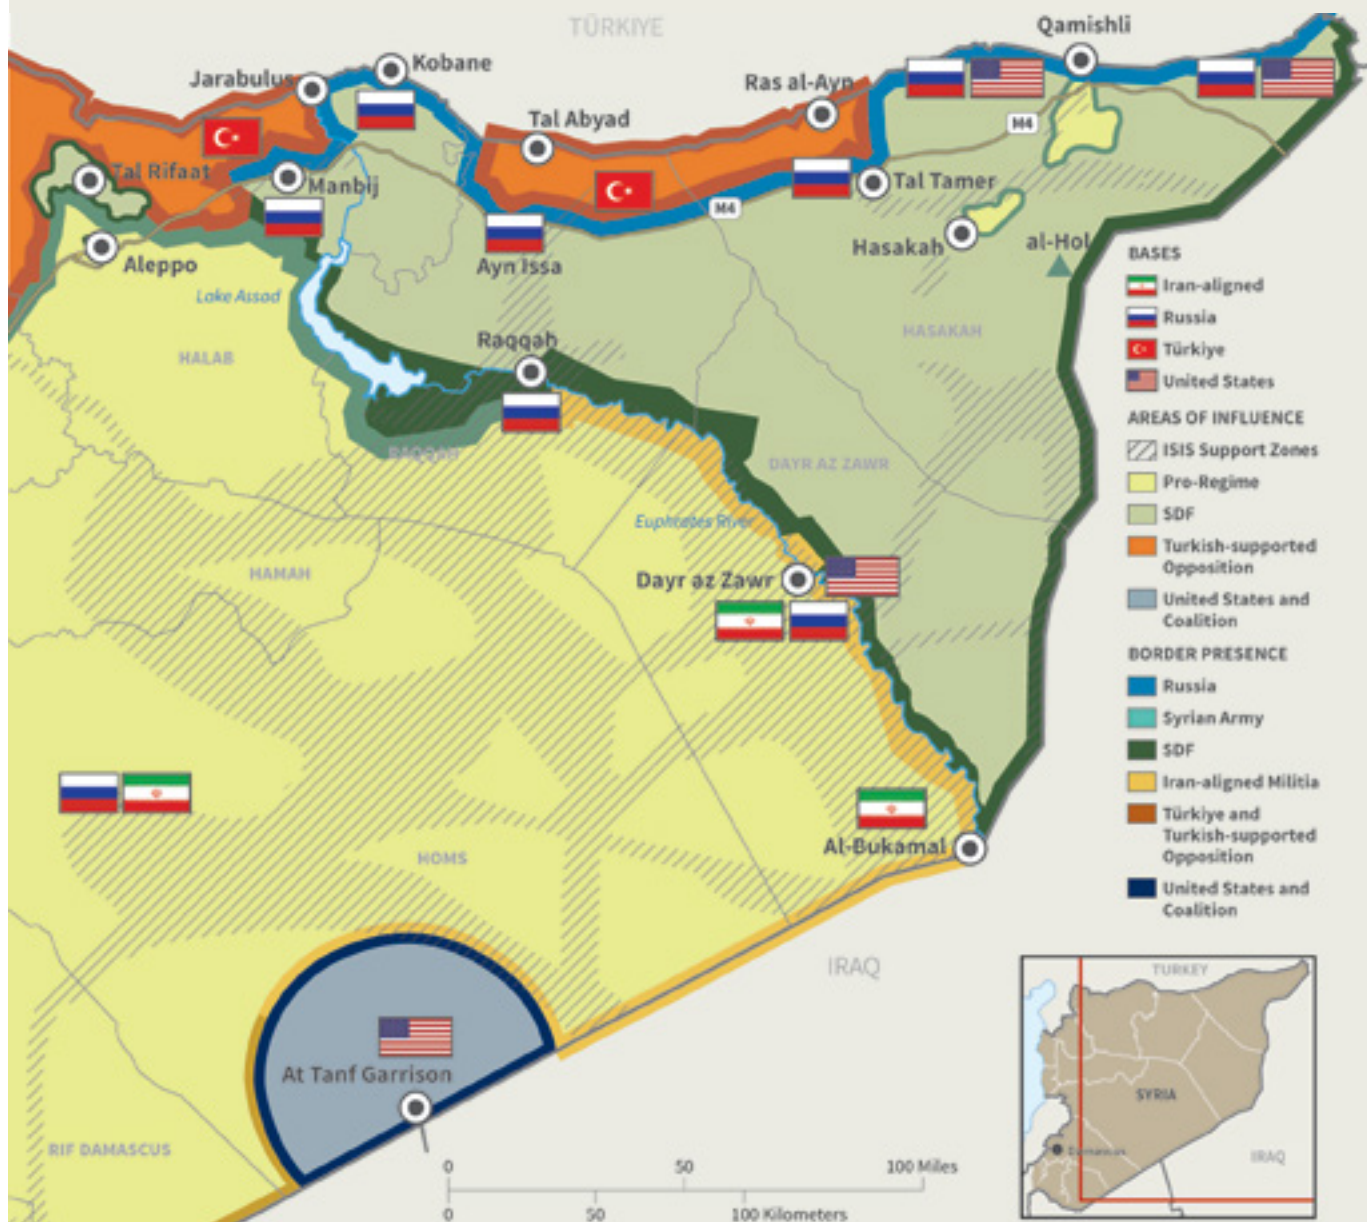 TÜRKIYE
Qamishli
Kobane
Jarabulus
Ras al-Ayn
Tal Abyad
M4
Tal Rifaat
Manbij
Tal Tamer
M4
Hasakah
al-Hol
Aleppo
Ayn Issa
Lake Assad
HASAKAH
Raqqah
HALAB
RAQQAH
DAYR AZ ZAWR
Euphrates River
HAMAH
Dayr az Zawr
Al-Bukamal
HOMS
IRAQ
At Tanf Garrison
RIF DAMASCUS
BASES
Iran-aligned
Russia
Türkiye
United States
AREAS OF INFLUENCE
ISIS Support Zones
Pro-Regime
SDF
Turkish-supported
Opposition
United States and
Coalition
BORDER PRESENCE
Russia
Syrian Army
SDF
Iran-aligned Militia
Türkiye and
Turkish-supported
Opposition
United States and
Coalition
0 50 100 Miles
0 50 100 Kilometers
TURKEY
SYRIA
Damascus
IRAQ